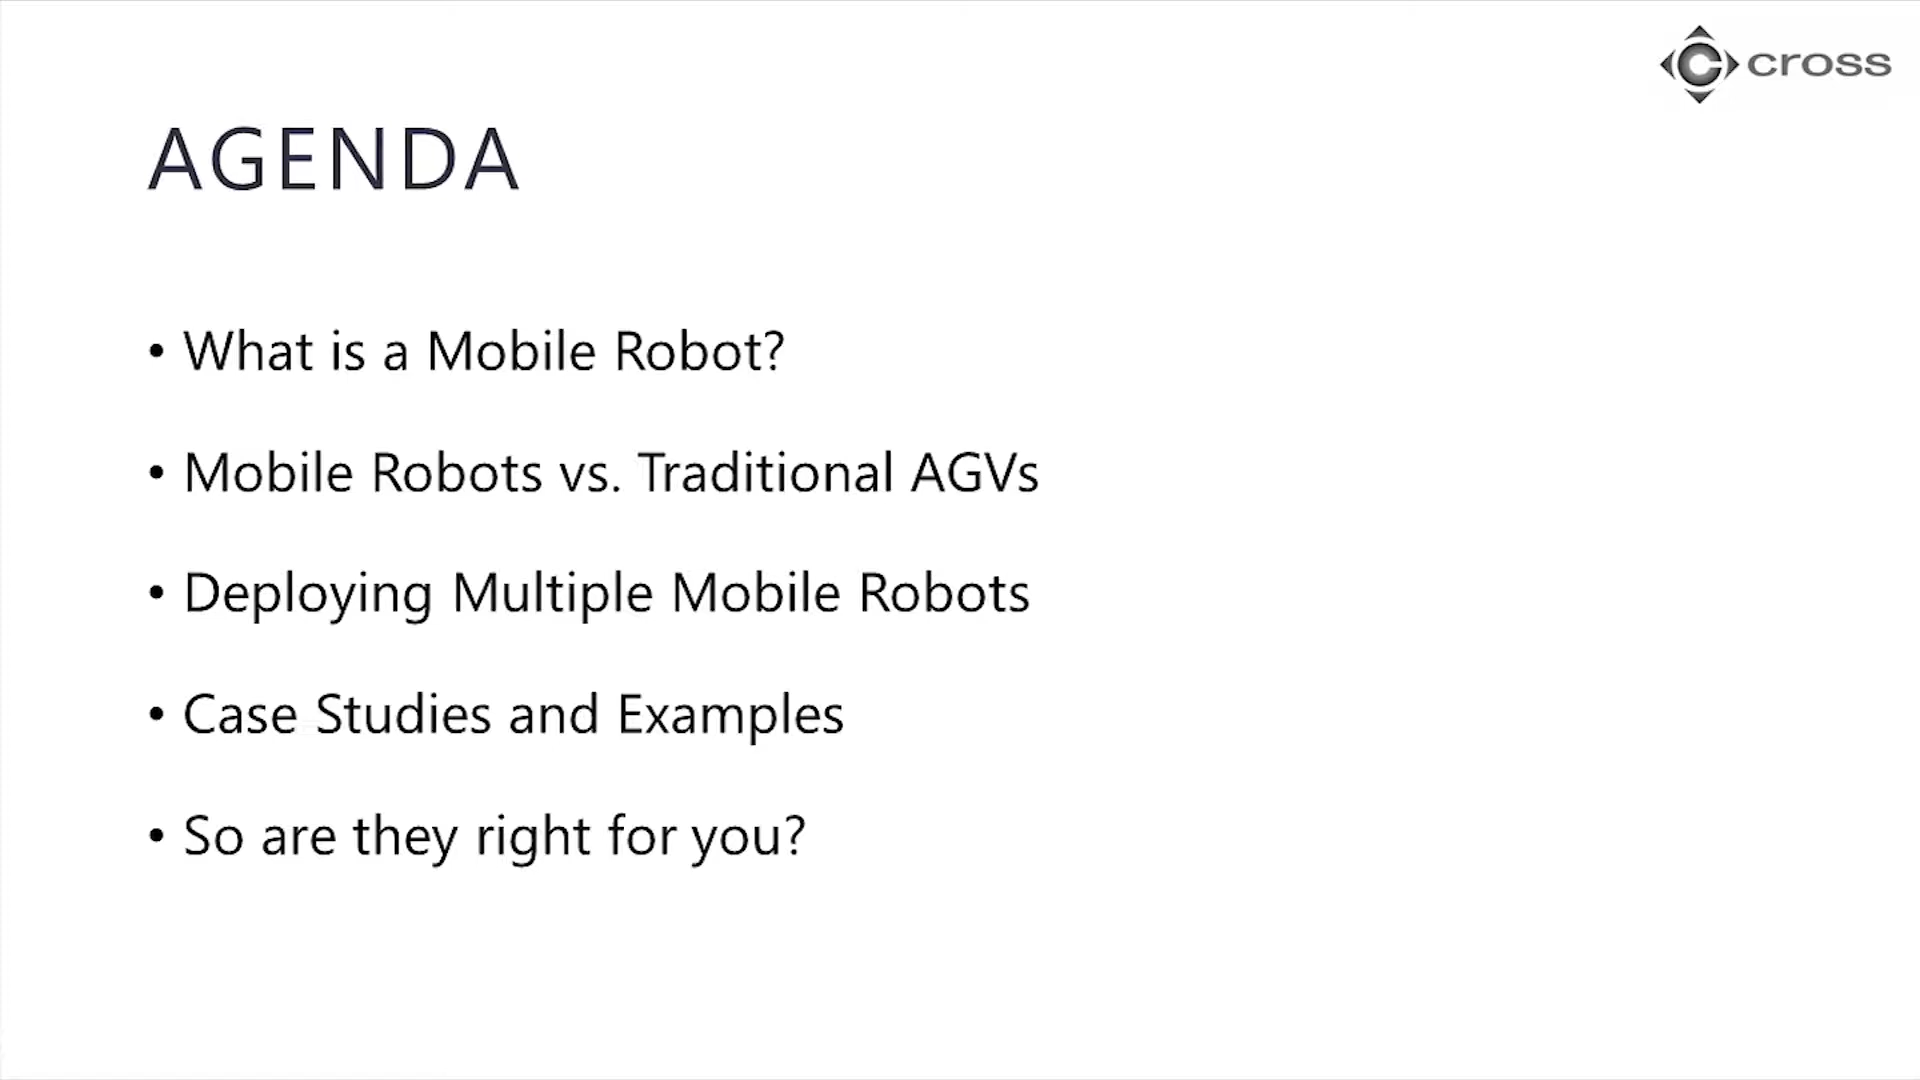 cross
AGENDA
• What is a Mobile Robot?
• Mobile Robots vs. Traditional AGVs
• Deploying Multiple Mobile Robots
• Case Studies and Examples
• So are they right for you?